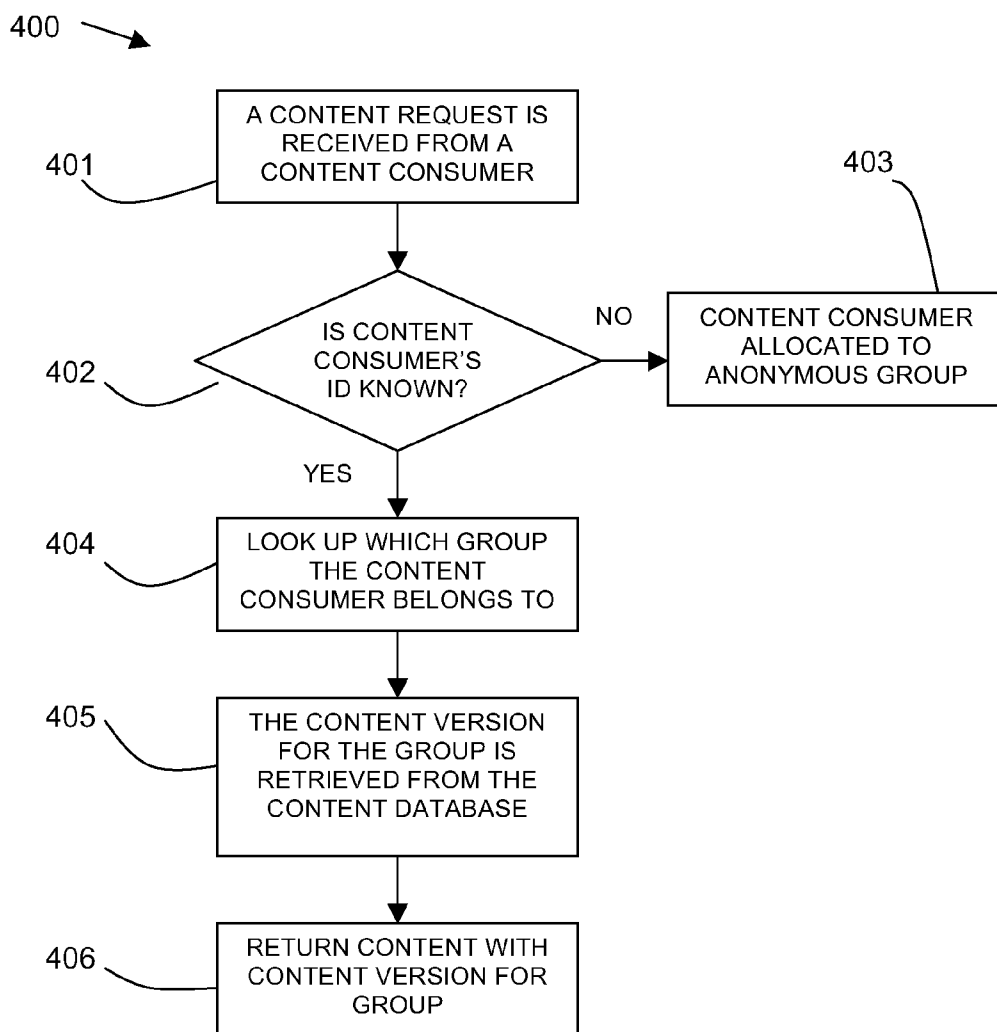 400
A CONTENT REQUEST IS
RECEIVED FROM A
CONTENT CONSUMER
401
403
IS CONTENT
CONSUMER'S
ID KNOWN?
402
NO
CONTENT CONSUMER
ALLOCATED TO
ANONYMOUS GROUP
YES
404
LOOK UP WHICH GROUP
THE CONTENT
CONSUMER BELONGS TO
405
THE CONTENT VERSION
FOR THE GROUP IS
RETRIEVED FROM THE
CONTENT DATABASE
406
RETURN CONTENT WITH
CONTENT VERSION FOR
GROUP